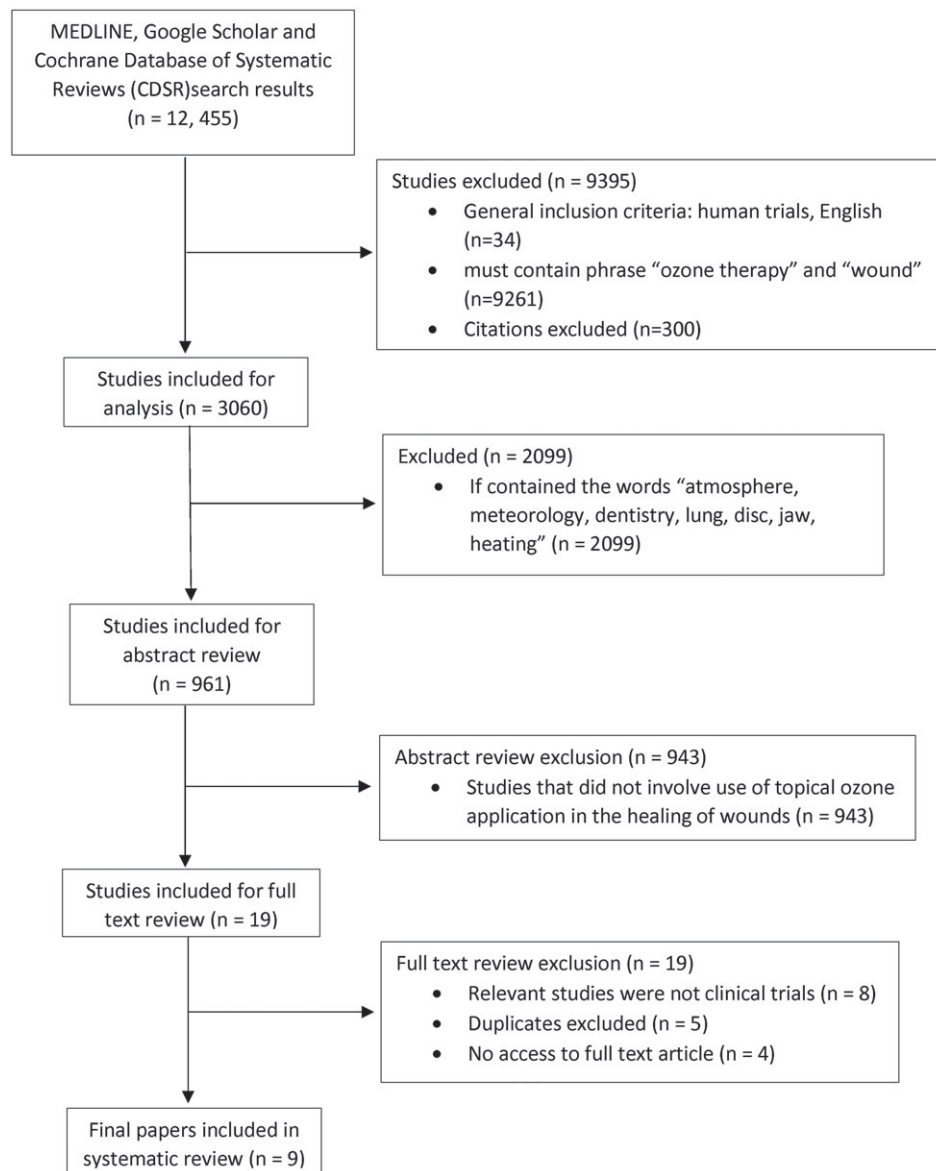 MEDLINE, Google Scholar and
Cochrane Database of Systematic
Reviews (CDSR)search results
(n = 12, 455)
Studies excluded (n = 9395)
• General inclusion criteria: human trials, English
(n=34)
• must contain phrase “ozone therapy” and “wound”
(n=9261)
• Citations excluded (n=300)
Studies included for
analysis (n = 3060)
Excluded (n = 2099)
• If contained the words “atmosphere,
meteorology, dentistry, lung, disc, jaw,
heating” (n = 2099)
Studies included for
abstract review
(n = 961)
Abstract review exclusion (n = 943)
• Studies that did not involve use of topical ozone
application in the healing of wounds (n = 943)
Studies included for full
text review (n = 19)
Full text review exclusion (n = 19)
• Relevant studies were not clinical trials (n = 8)
• Duplicates excluded (n = 5)
• No access to full text article (n = 4)
Final papers included in
systematic review (n = 9)